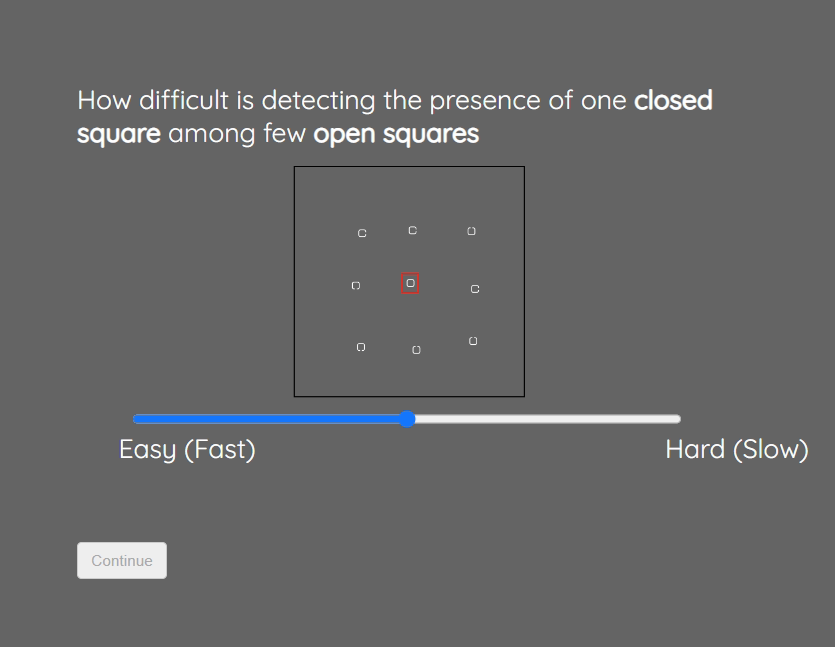 How difficult is detecting the presence of one closed
square among few open squares
Easy (Fast)
Hard (Slow)
Continue